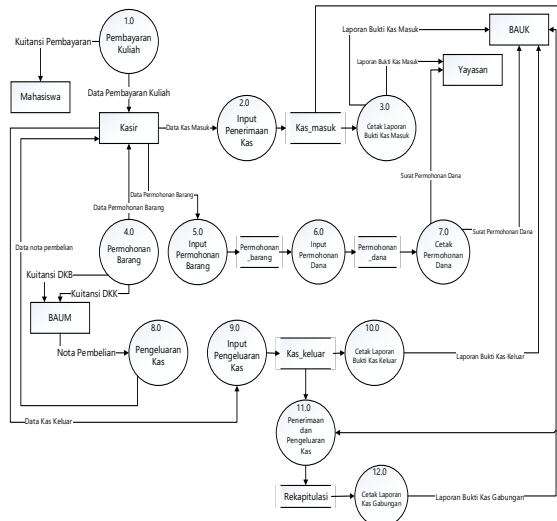 1.0
Pembayaran
Kuliah
Kuitansi Pembayaran
Mahasiswa
Data Pembayaran Kuliah
Kasir
Data Kas Masuk
2.0
Input
Penerimaan
Kas
Kas_masuk
3.0
Cetak Laporan
Bukti Kas Masuk
Laporan Bukti Kas Masuk
Laporan Bukti Kas Masuk
BAUK
Yayasan
Data Permohonan Barang
Data Permohonan Barang
Surat Permohonan Dana
Surat Permohonan Dana
Data nota pembelian
4.0
Permohonan
Barang
5.0
Input
Permohonan
Barang
Permohonan
_barang
6.0
Input
Permohonan
Dana
Permohonan
_dana
7.0
Cetak
Permohonan
Dana
Kuitansi DKB
Kuitansi DKK
BAUM
Nota Pembelian
8.0
Pengeluaran
Kas
9.0
Input
Pengeluaran
Kas
Kas_keluar
10.0
Cetak Laporan
Bukti Kas Keluar
Laporan Bukti Kas Keluar
Data Kas Keluar
11.0
Penerimaan
dan
Pengeluaran
Kas
Rekapitulasi
12.0
Cetak Laporan
Kas Gabungan
Laporan Bukti Kas Gabungan